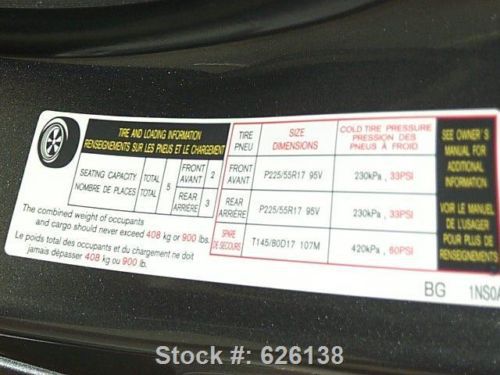 TIRE AND LOADING INFORMATION
RENSEIGNEMENTS SUR LES PNEUS ET LE CHARGEMENT
SEATING CAPACITY
NOMBRE DE PLACES
TOTAL
TOTAL
5
FRONT
AVANT
2
REAR
ARRIÈRE
3
The combined weight of occupants
and cargo should never exceed 408 kg or 900 lbs.
Le poids total des occupants et du chargement ne doit
jamais dépasser 408 kg ou 900 lb.
TIRE
PNEU
SIZE
DIMENSIONS
COLD TIRE PRESSURE
PRESSION DES
PNEUS À FROID
FRONT
AVANT
P225/55R17 95V
230kPa , 33PSI
REAR
ARRIÈRE
P225/55R17 95V
230kPa , 33PSI
SPARE
DE SECOURS
T145/80D17 107M
420kPa , 60PSI
SEE OWNER'S
MANUAL FOR
ADDITIONAL
INFORMATION
VOIR LE MANUEL
DE L'USAGER
POUR PLUS DE
RENSEIGNEMENTS
BG 1NS0A
Stock #: 626138